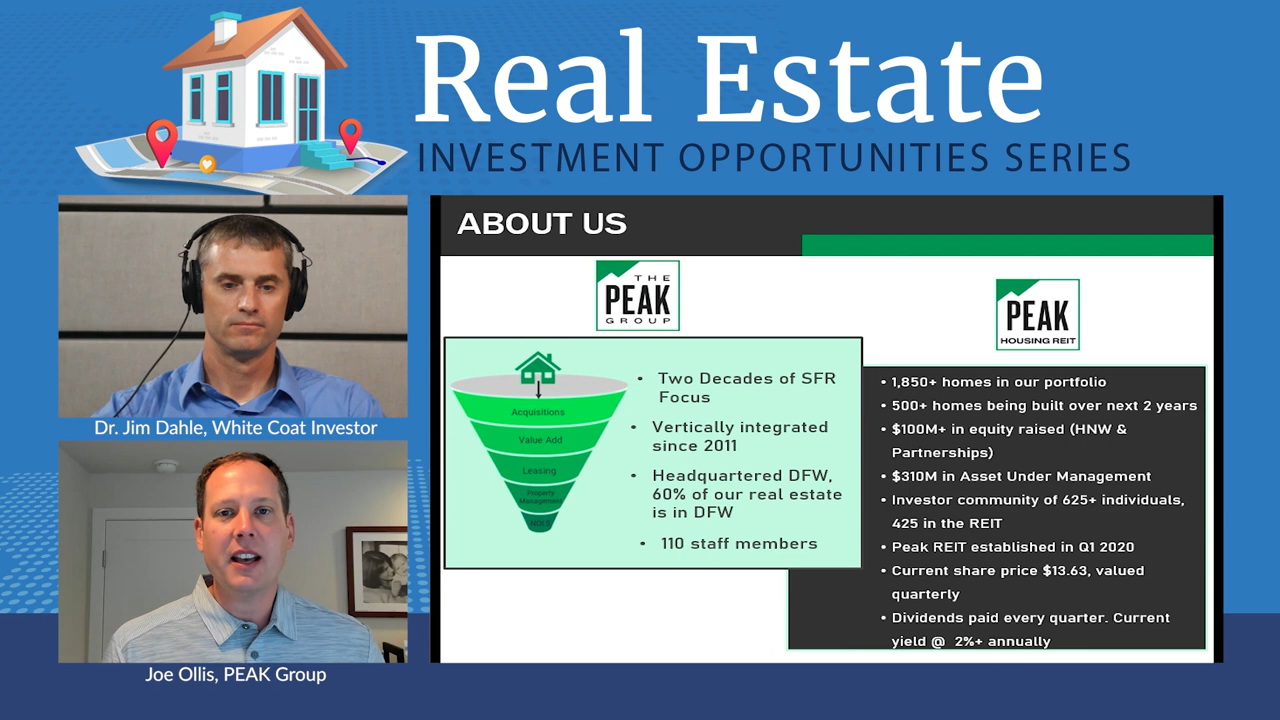 Real Estate
INVESTMENT OPPORTUNITIES SERIES
Dr. Jim Dahle, White Coat Investor
Joe Ollis, PEAK Group
ABOUT US
THE
PEAK
GROUP
Acquisitions
Value Add
Leasing
Property
Management
• Two Decades of SFR
Focus
• Vertically integrated
since 2011
• Headquartered DFW,
60% of our real estate
is in DFW
• 110 staff members
PEAK
HOUSING REIT
• 1,850+ homes in our portfolio
• 500+ homes being built over next 2 years
• $100M+ in equity raised (HNW &
Partnerships)
• $310M in Asset Under Management
• Investor community of 625+ individuals,
425 in the REIT
• Peak REIT established in Q1 2020
• Current share price $13.63, valued
quarterly
• Dividends paid every quarter. Current
yield @ 2%+ annually